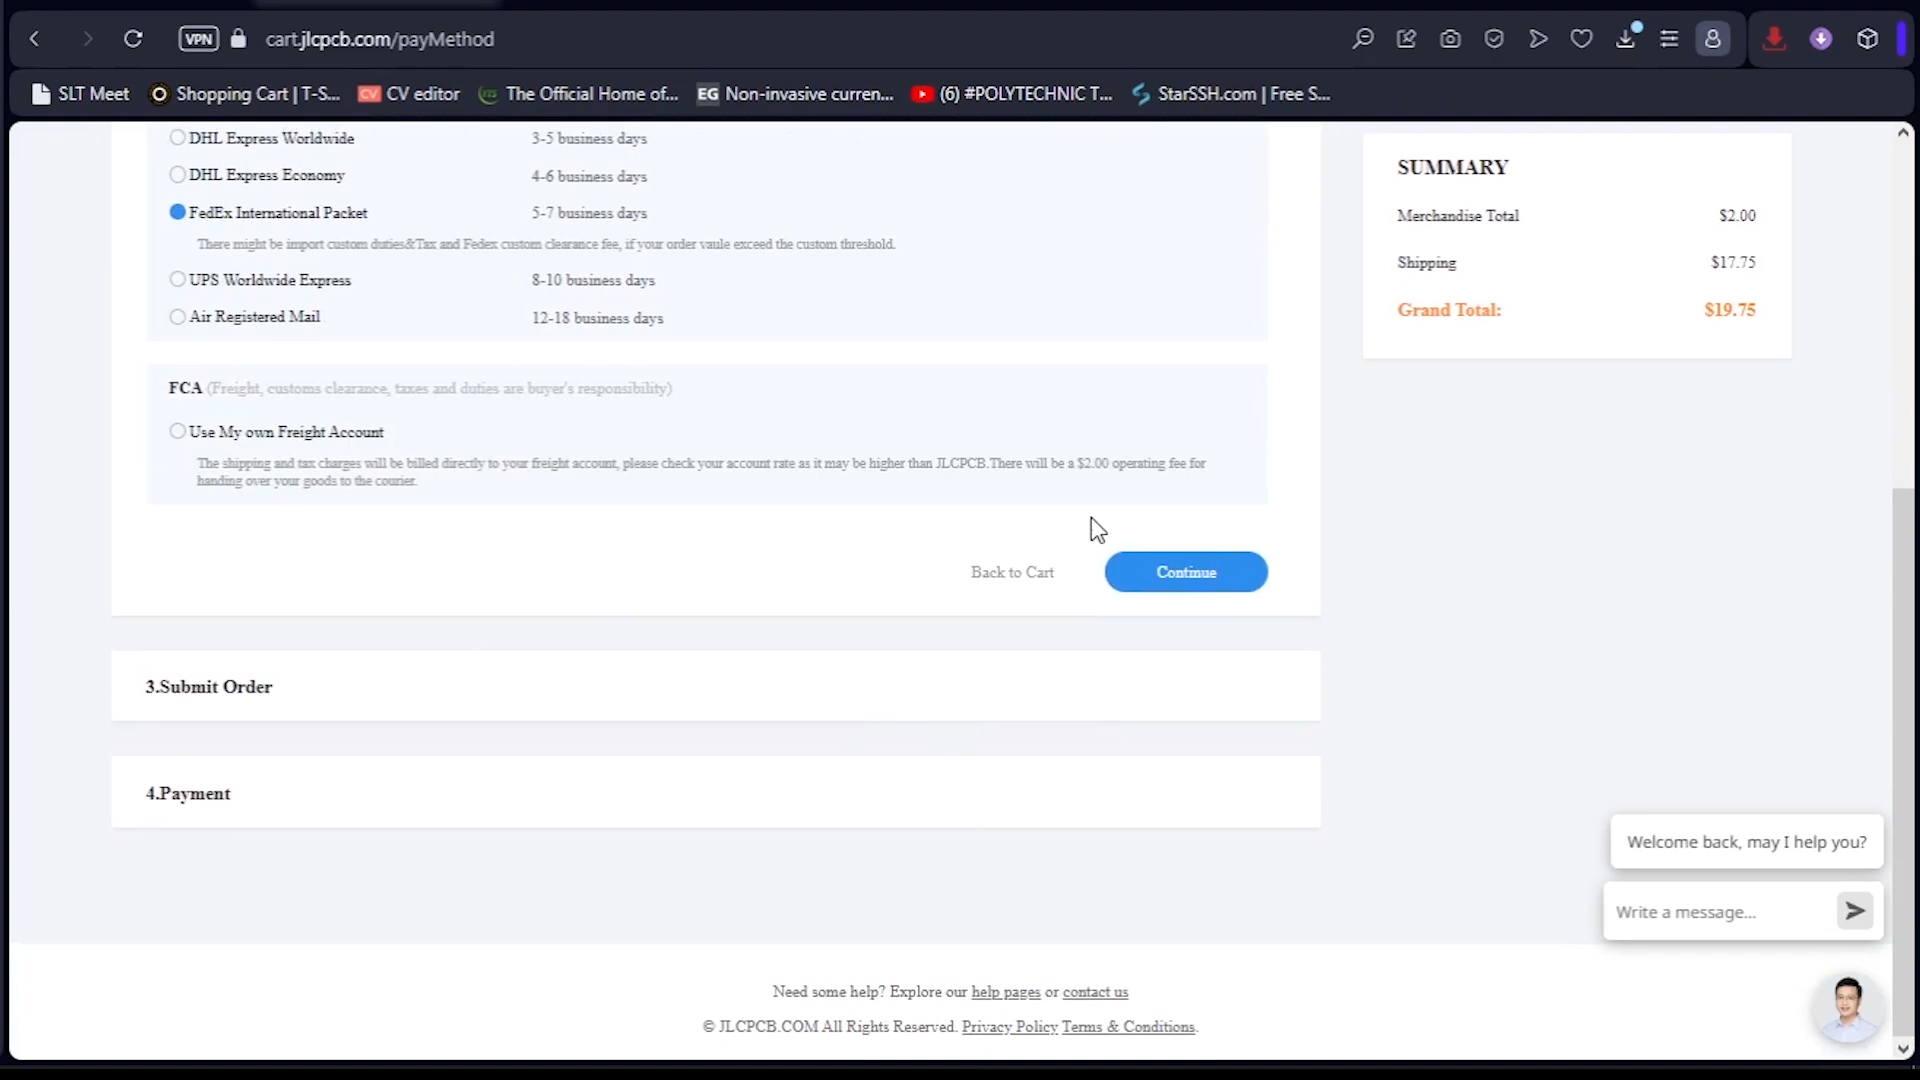 VPN cart.jlcpcb.com/payMethod
SLT Meet Shopping Cart | T-S... CV CV editor The Official Home of... EG Non-invasive curren... (6) #POLYTECHNIC T... StarSSH.com | Free S...
DHL Express Worldwide 3-5 business days
DHL Express Economy 4-6 business days
FedEx International Packet 5-7 business days
There might be import custom duties&Tax and Fedex custom clearance fee, if your order vaule exceed the custom threshold.
UPS Worldwide Express 8-10 business days
Air Registered Mail 12-18 business days
FCA (Freight, customs clearance, taxes and duties are buyer's responsibility)
Use My own Freight Account
The shipping and tax charges will be billed directly to your freight account, please check your account rate as it may be higher than JLCPCB.There will be a $2.00 operating fee for
handing over your goods to the courier.
Back to Cart Continue
3.Submit Order
4.Payment
SUMMARY
Merchandise Total $2.00
Shipping $17.75
Grand Total: $19.75
Welcome back, may I help you?
Write a message...
Need some help? Explore our help pages or contact us
© JLCPCB.COM All Rights Reserved. Privacy Policy Terms & Conditions.